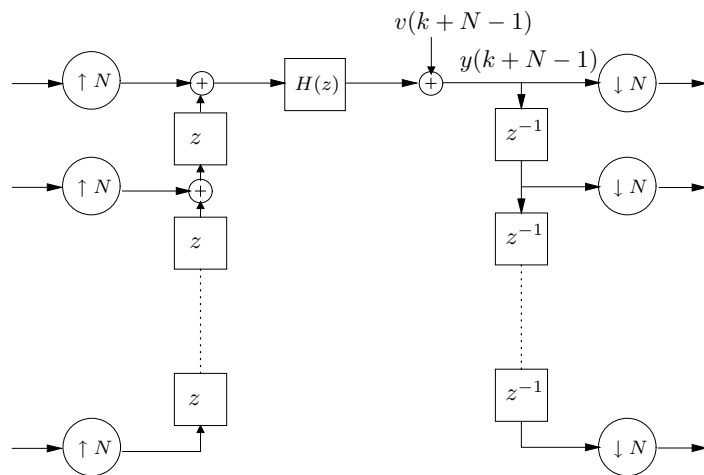 v(k + N − 1)
y(k + N − 1)
↑ N
+
H(z)
+
↓ N
z
z⁻¹
↑ N
+
↓ N
z
z⁻¹
z
z⁻¹
↑ N
↓ N